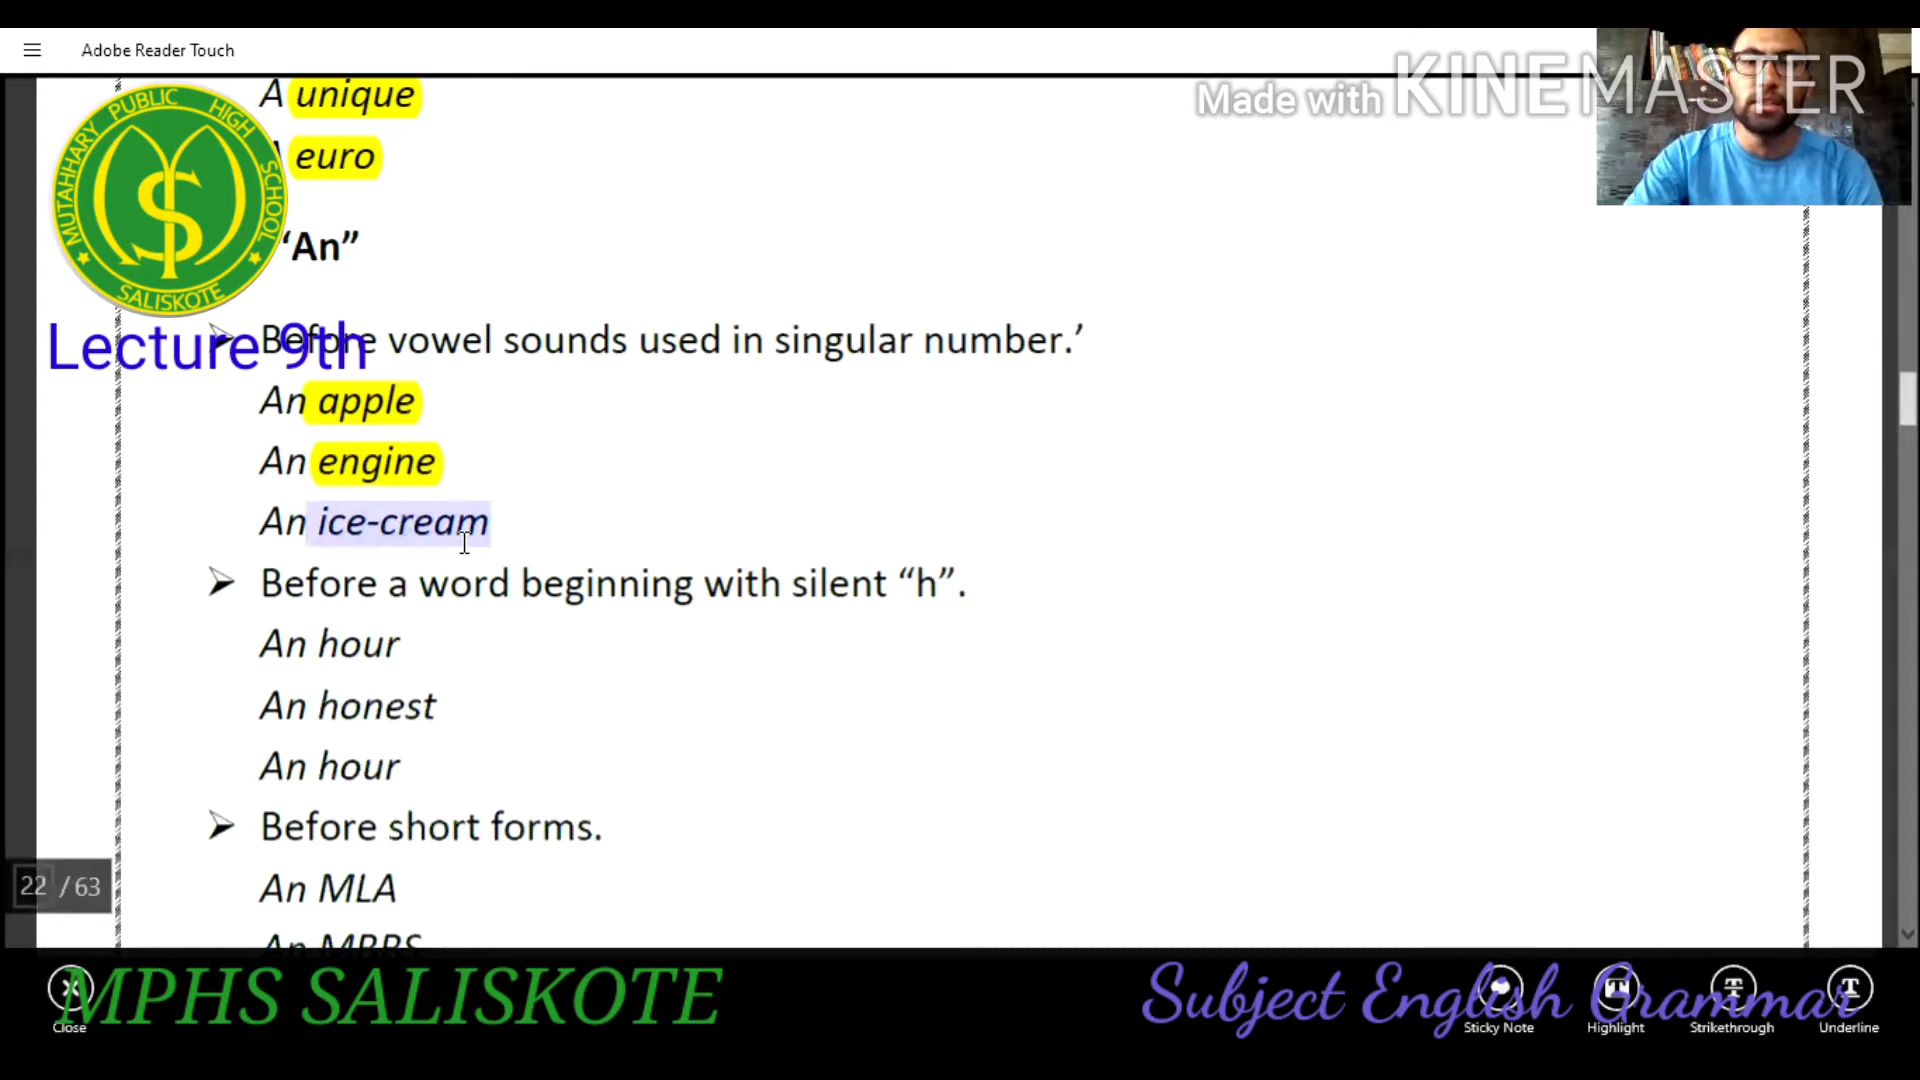 Adobe Reader Touch
Made with KINEMASTER
A unique
euro
MUTAHHARY PUBLIC HIGH SCHOOL
SALISKOTE
‘An”
Lecture 9th
Before vowel sounds used in singular number.’
An apple
An engine
An ice-cream
➢ Before a word beginning with silent “h”.
An hour
An honest
An hour
➢ Before short forms.
An MLA
An MBBS
22 / 63
MPHS SALISKOTE
Subject English Grammar
Close
Sticky Note
Highlight
Strikethrough
Underline